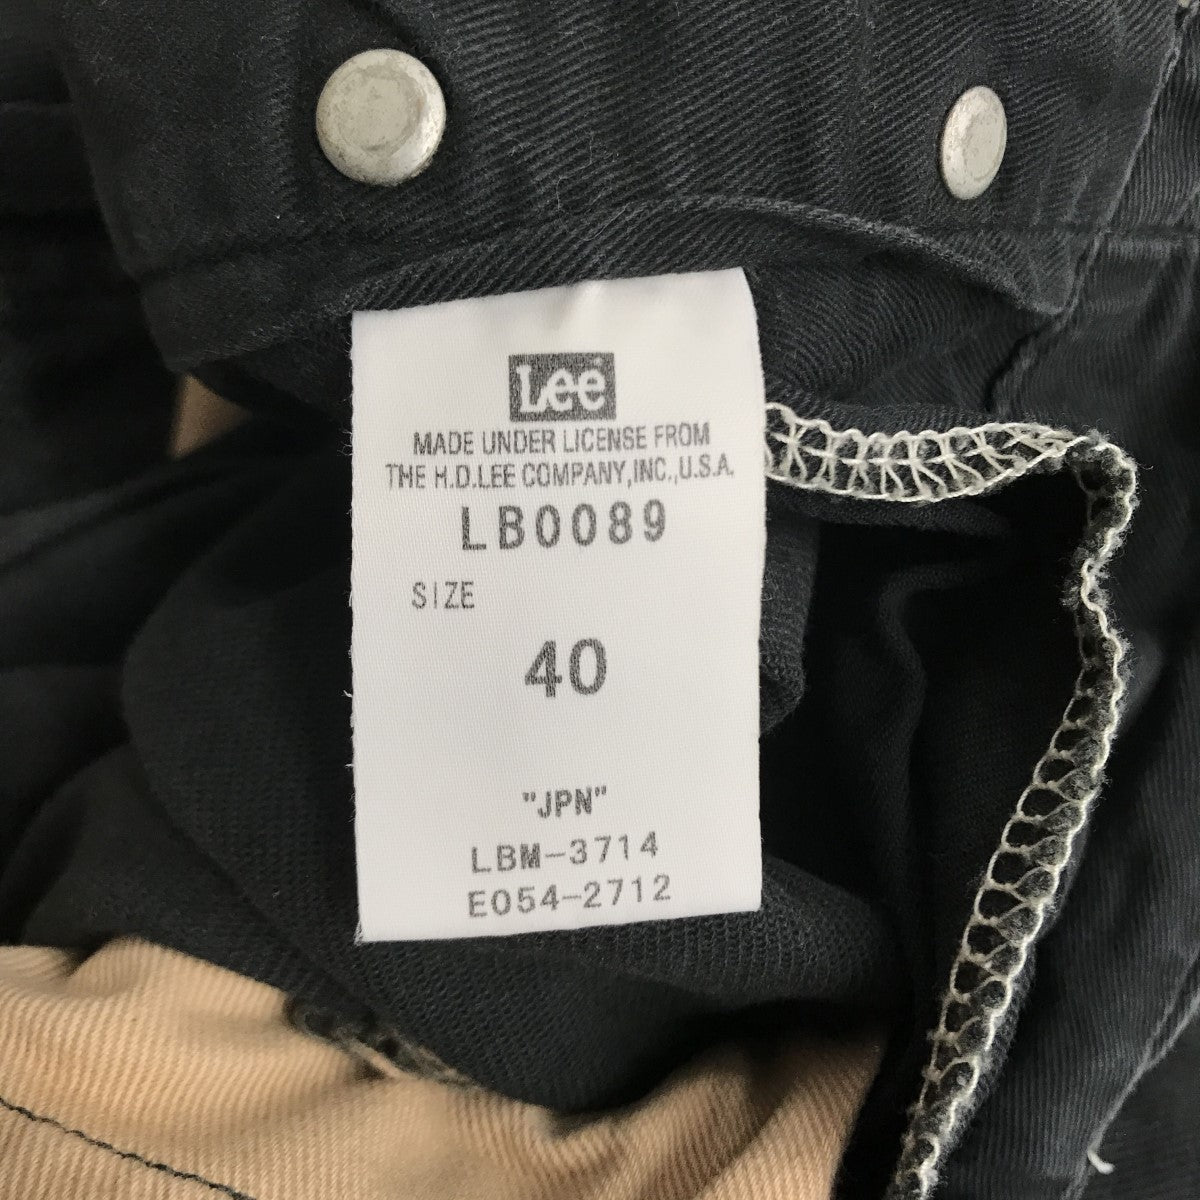 Lee
MADE UNDER LICENSE FROM
THE H.D.LEE COMPANY,INC.,U.S.A.
LB0089
SIZE
40
"JPN"
LBM-3714
E054-2712